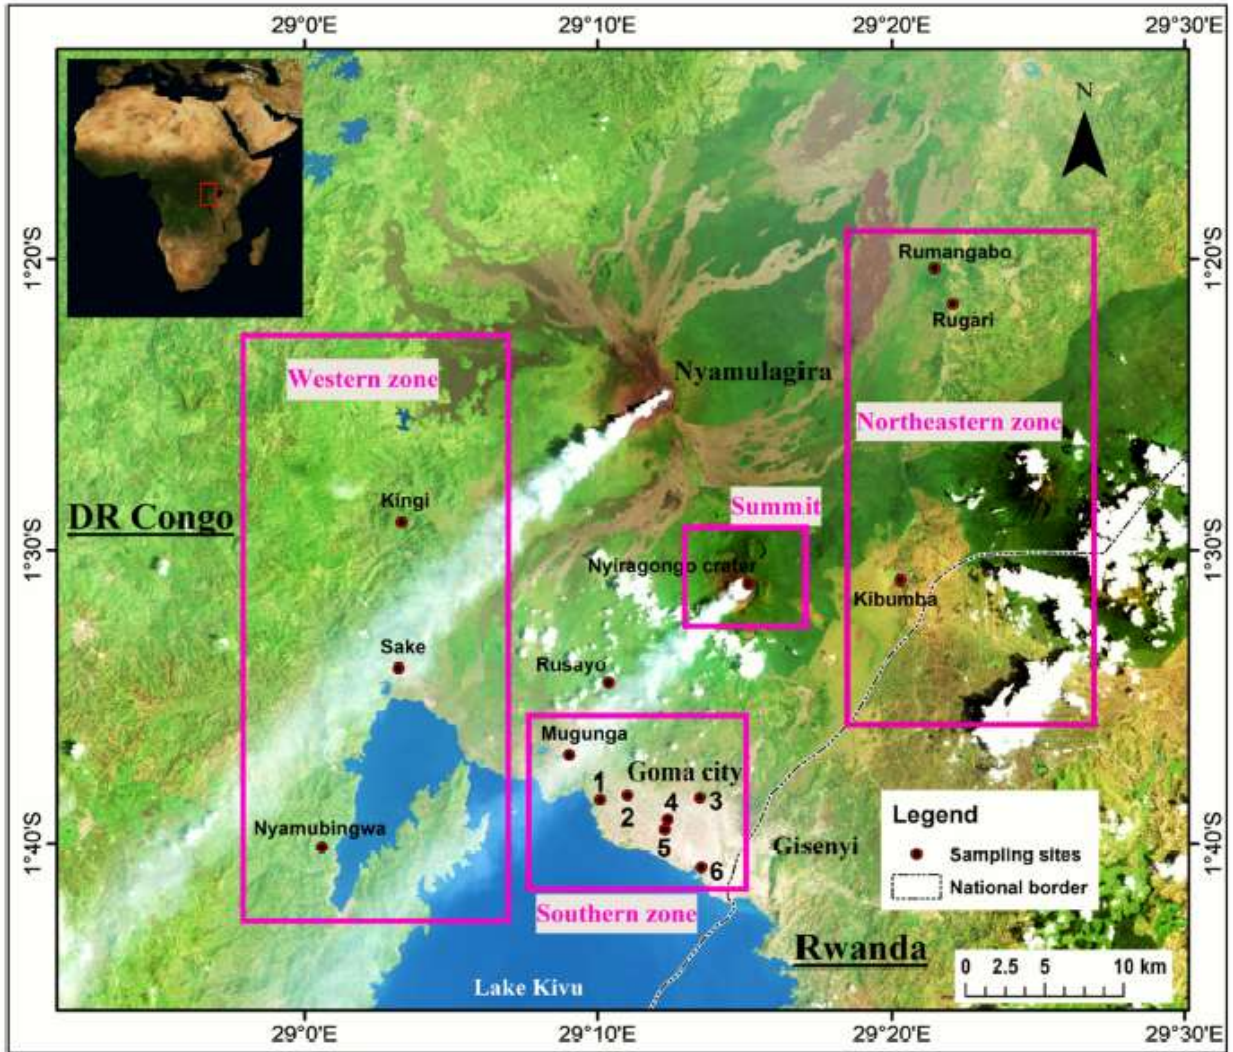 29°0'E 29°10'E 29°20'E 29°30'E
N
1°20'S 1°20'S
Rumangabo
Rugari
Nyamulagira
Western zone
Northeastern zone
Kingi
Summit
DR Congo
1°30'S 1°30'S
Nyiragongo crater
Kibumba
Sake
Rusayo
Mugunga
Goma city
1
2
3
4
5
6
Nyamubingwa
1°40'S 1°40'S
Gisenyi
Southern zone
Rwanda
Lake Kivu
Legend
Sampling sites
National border
0 2.5 5 10 km
29°0'E 29°10'E 29°20'E 29°30'E